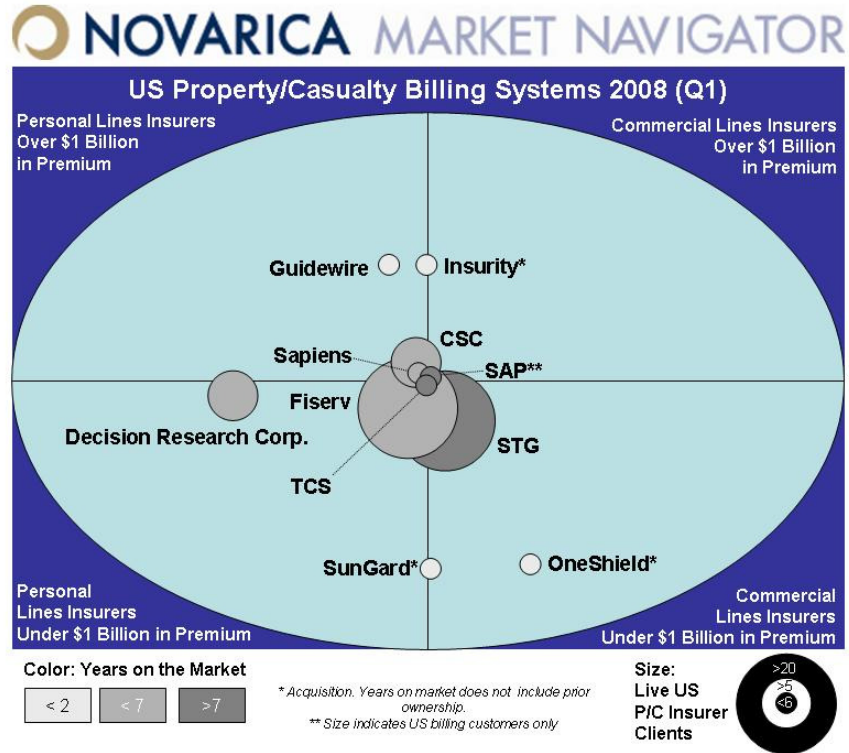 NOVARICA MARKET NAVIGATOR
US Property/Casualty Billing Systems 2008 (Q1)
Personal Lines Insurers
Over $1 Billion
in Premium
Commercial Lines Insurers
Over $1 Billion
in Premium
Guidewire
Insurity*
CSC
Sapiens
SAP**
Fiserv
Decision Research Corp.
STG
TCS
SunGard*
OneShield*
Personal
Lines Insurers
Under $1 Billion in Premium
Commercial
Lines Insurers
Under $1 Billion in Premium
Color: Years on the Market
< 2
< 7
>7
* Acquisition. Years on market does not include prior
ownership.
** Size indicates US billing customers only
Size:
Live US
P/C Insurer
Clients
>20
>5
<6